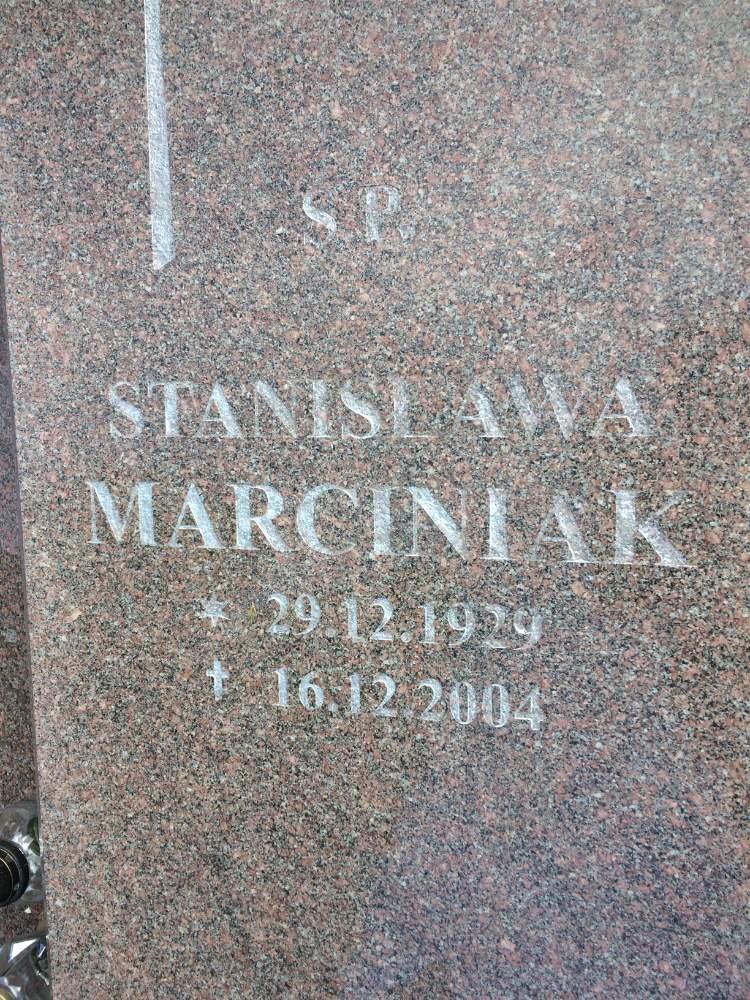 Ś P.
STANISŁAWA
MARCINIAK
* 29.12.1929
✝ 16.12.2004